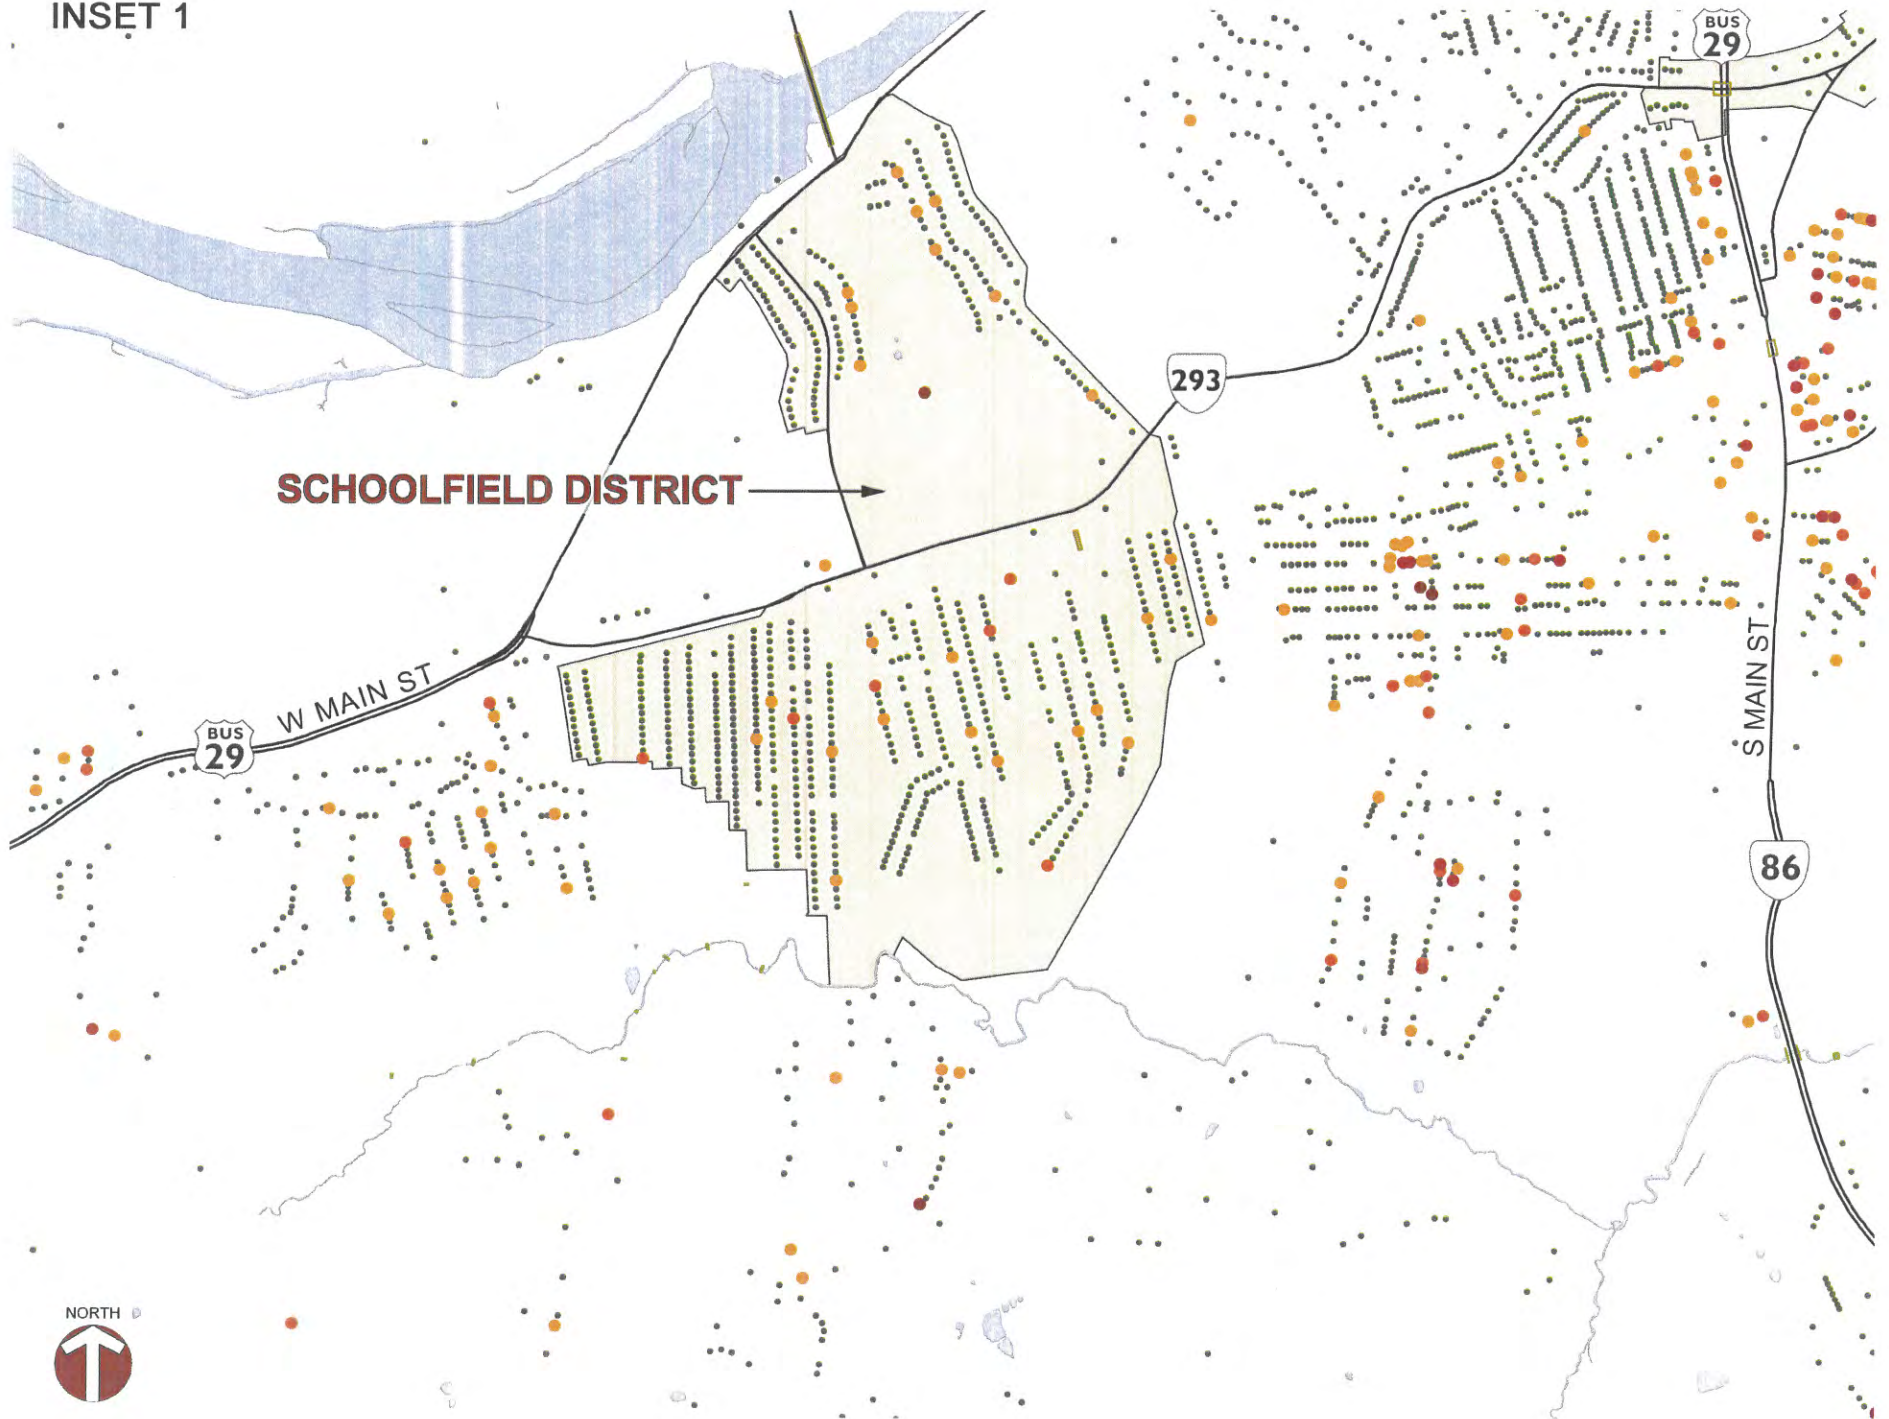 INSET 1
BUS
29
293
SCHOOLFIELD DISTRICT
W MAIN ST
BUS
29
S MAIN ST
86
NORTH